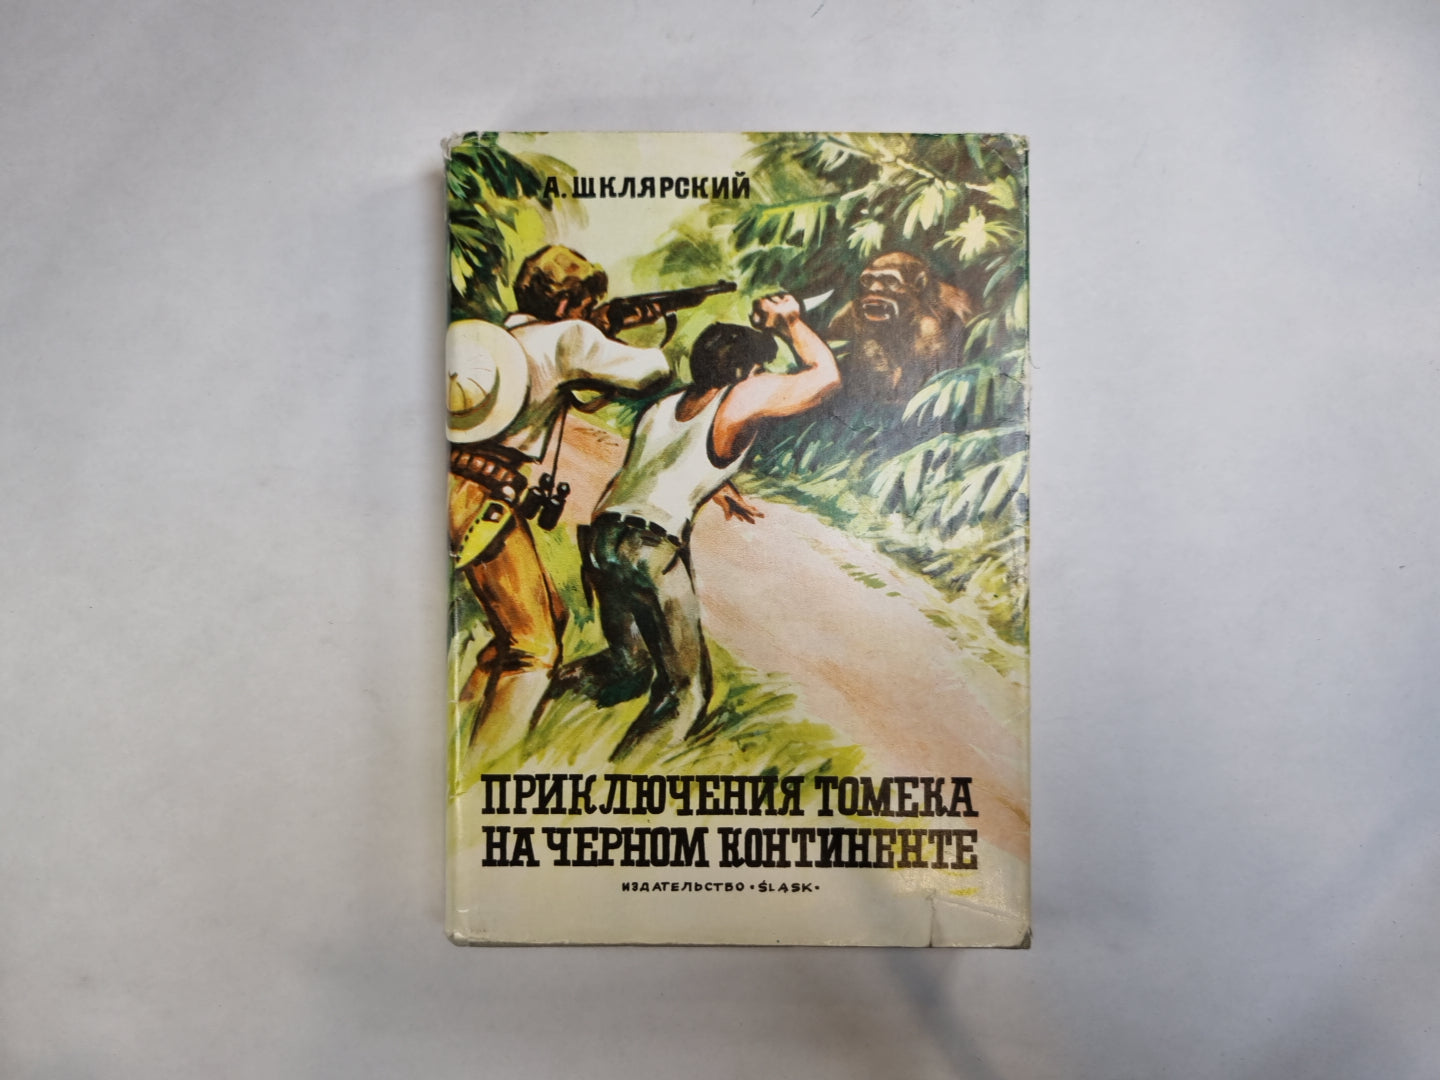 А. ШКЛЯРСКИЙ
ПРИКЛЮЧЕНИЯ ТОМЕКА
НА ЧЕРНОМ КОНТИНЕНТЕ
ИЗДАТЕЛЬСТВО • ŚLĄSK •